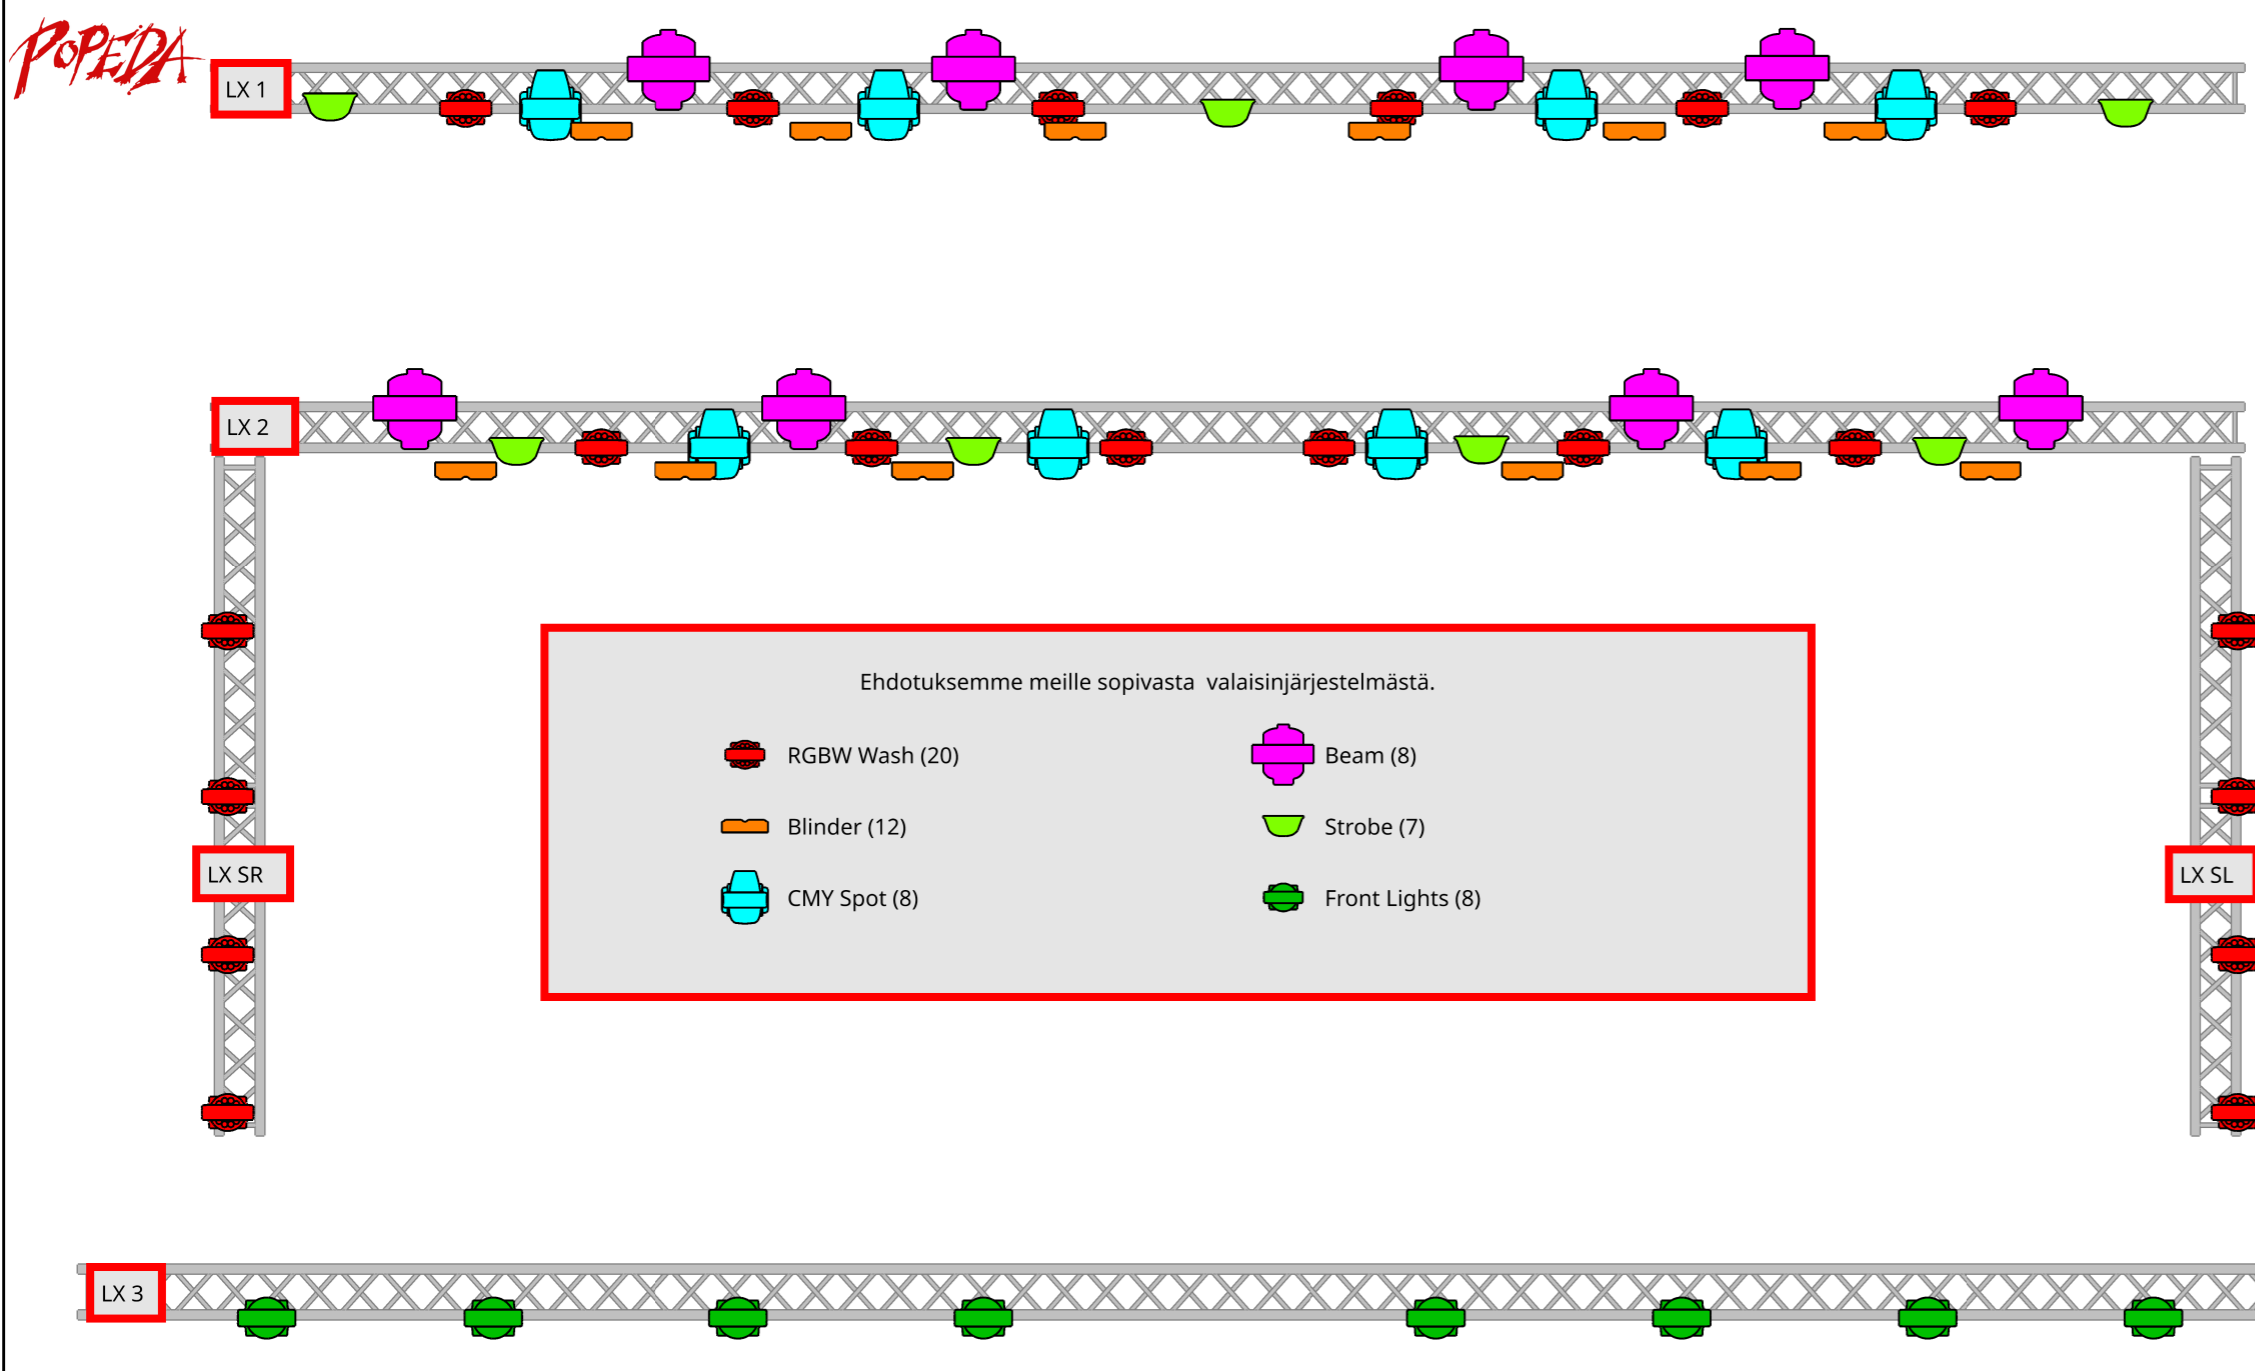 POPEDA
LX 1
LX 2
Ehdotuksemme meille sopivasta  valaisinjärjestelmästä.
RGBW Wash (20)
Beam (8)
Blinder (12)
Strobe (7)
CMY Spot (8)
Front Lights (8)
LX SR
LX SL
LX 3